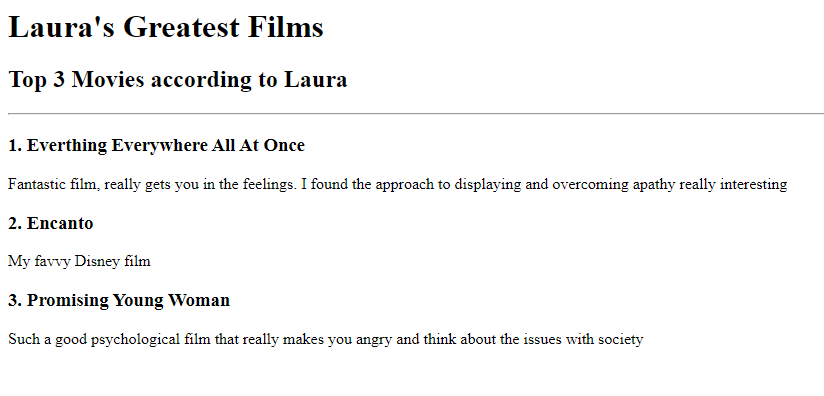 Laura's Greatest Films
Top 3 Movies according to Laura
1. Everthing Everywhere All At Once
Fantastic film, really gets you in the feelings. I found the approach to displaying and overcoming apathy really interesting
2. Encanto
My favvy Disney film
3. Promising Young Woman
Such a good psychological film that really makes you angry and think about the issues with society